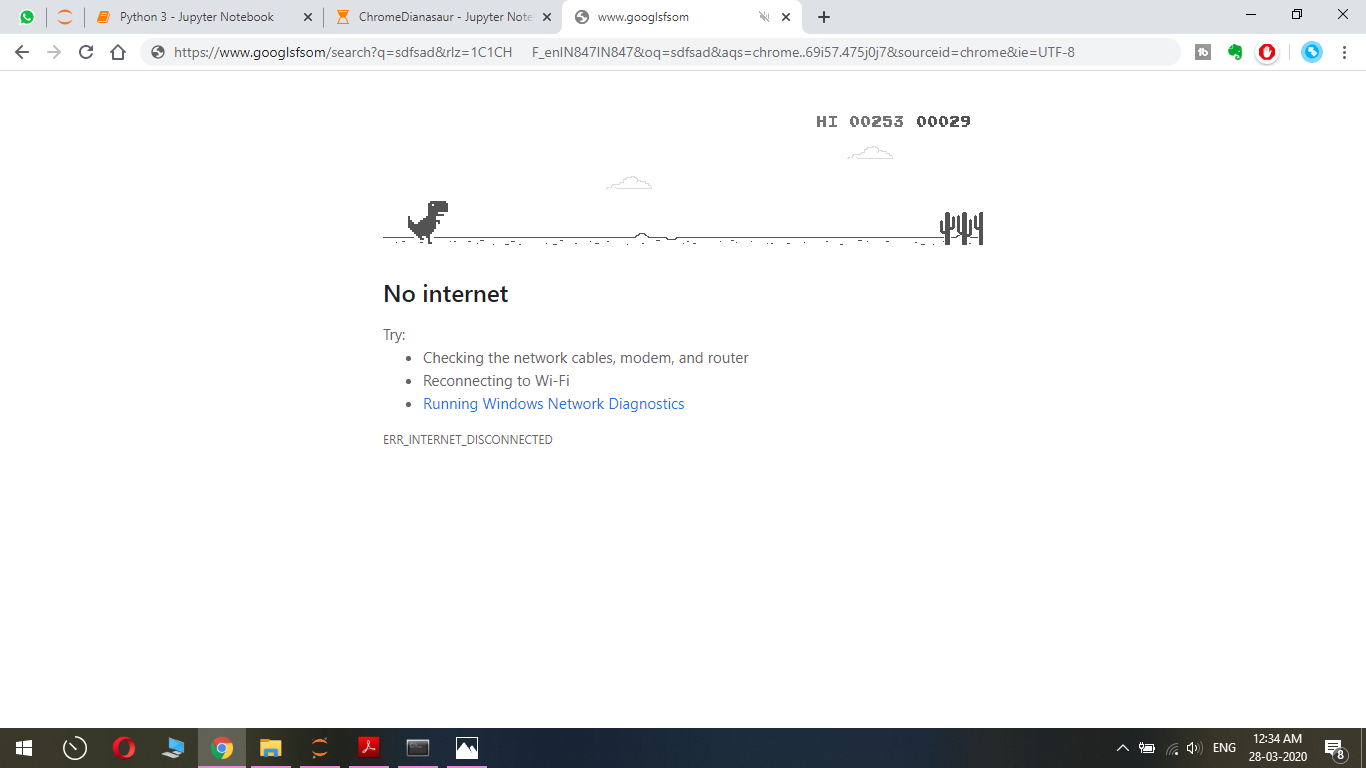 Python 3 - Jupyter Notebook
ChromeDianasaur - Jupyter Note
www.googlsfsom
https://www.googlsfsom/search?q=sdfsad&rlz=1C1CH F_enIN847IN847&oq=sdfsad&aqs=chrome..69i57.475j0j7&sourceid=chrome&ie=UTF-8
HI 00253 00029
No internet
Try:
• Checking the network cables, modem, and router
• Reconnecting to Wi-Fi
• Running Windows Network Diagnostics
ERR_INTERNET_DISCONNECTED
ENG
12:34 AM
28-03-2020
8